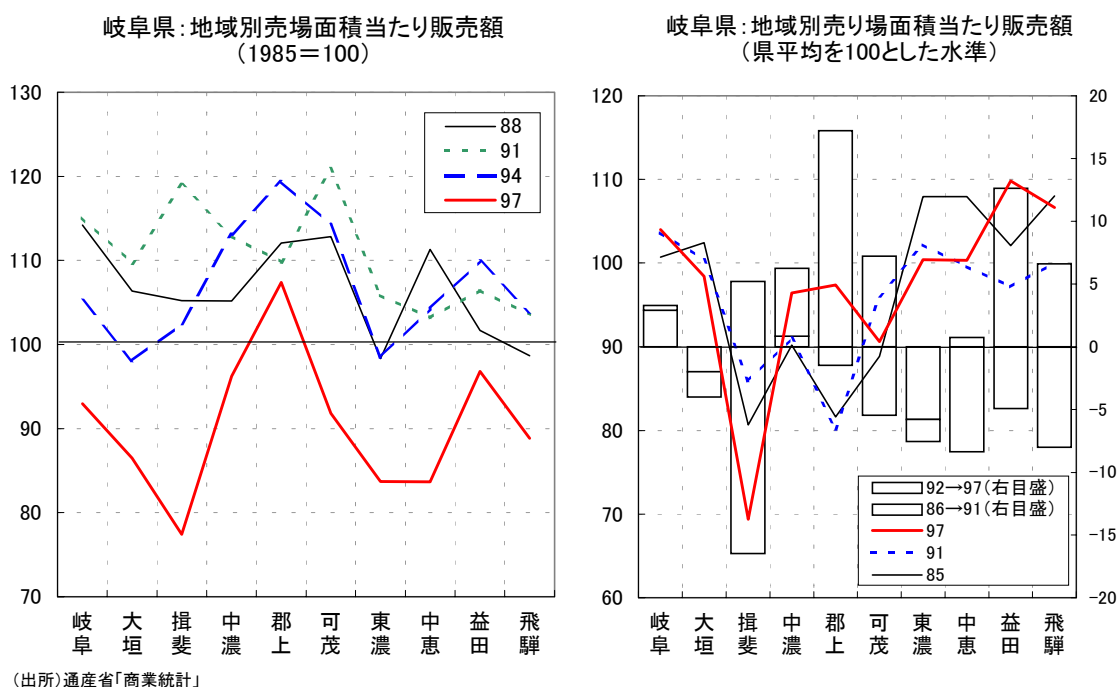 岐阜県：地域別売場面積当たり販売額
（1985＝100）
130
120
110
100
90
80
70
88
91
94
97
岐阜
大垣
揖斐
中濃
郡上
可茂
東濃
中恵
益田
飛騨
（出所）通産省「商業統計」
岐阜県：地域別売り場面積当たり販売額
（県平均を100とした水準）
120
110
100
90
80
70
60
20
15
10
5
0
-5
-10
-15
-20
92→97（右目盛）
86→91（右目盛）
97
91
85
岐阜
大垣
揖斐
中濃
郡上
可茂
東濃
中恵
益田
飛騨